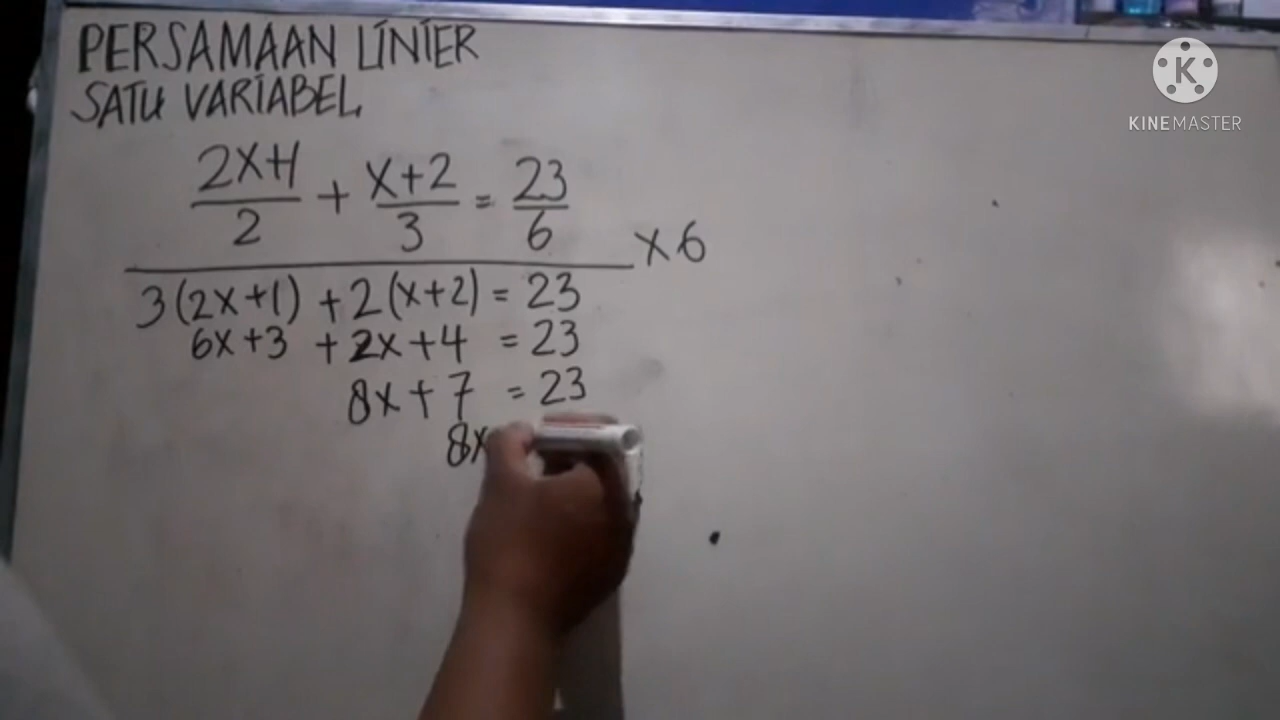 PERSAMAAN LINIER
SATU VARIABEL
2X+1/2 + X+2/3 = 23/6 X 6
3(2X+1) + 2(X+2) = 23
6X+3 + 2X+4 = 23
8X + 7 = 23
8X
KINEMASTER